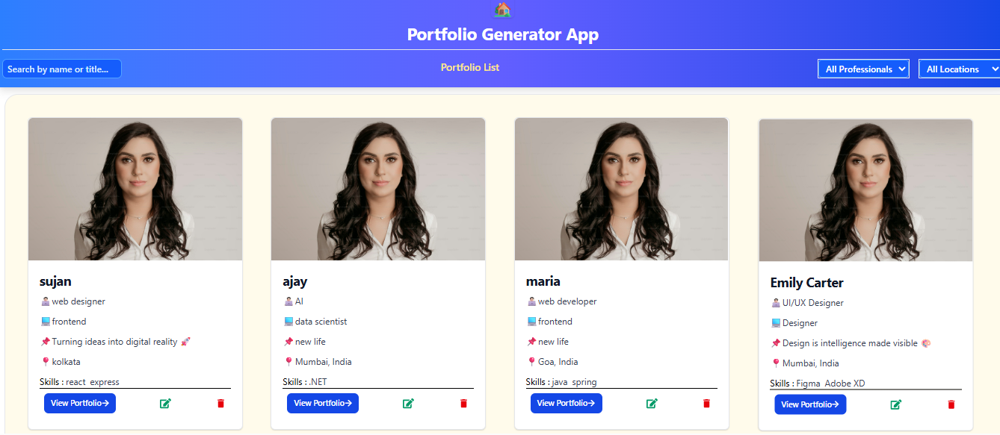 Portfolio Generator App
Search by name or title...
Portfolio List
All Professionals
All Locations
sujan
web designer
frontend
Turning ideas into digital reality 🚀
kolkata
Skills : react express
View Portfolio→
ajay
AI
data scientist
new life
Mumbai, India
Skills : .NET
View Portfolio→
maria
web developer
frontend
new life
Goa, India
Skills : java spring
View Portfolio→
Emily Carter
UI/UX Designer
Designer
Design is intelligence made visible 🎨
Mumbai, India
Skills : Figma Adobe XD
View Portfolio→